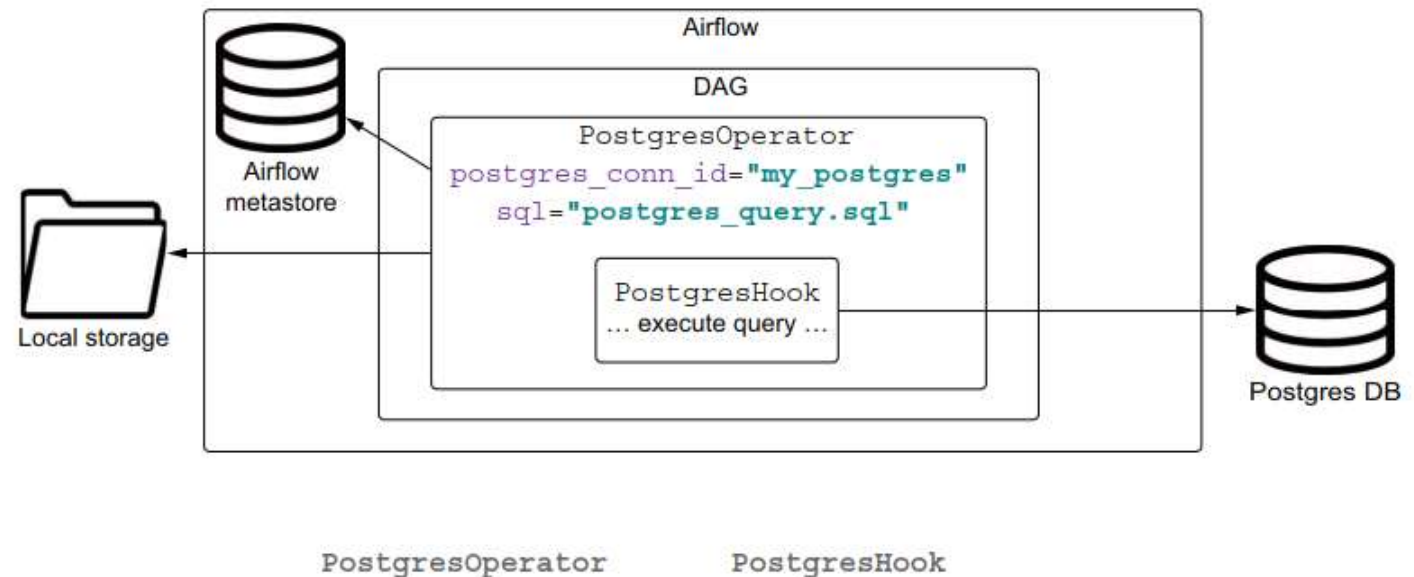 Airflow
DAG
PostgresOperator
postgres_conn_id="my_postgres"
sql="postgres_query.sql"
Airflow
metastore
Local storage
PostgresHook
… execute query …
Postgres DB
PostgresOperator PostgresHook